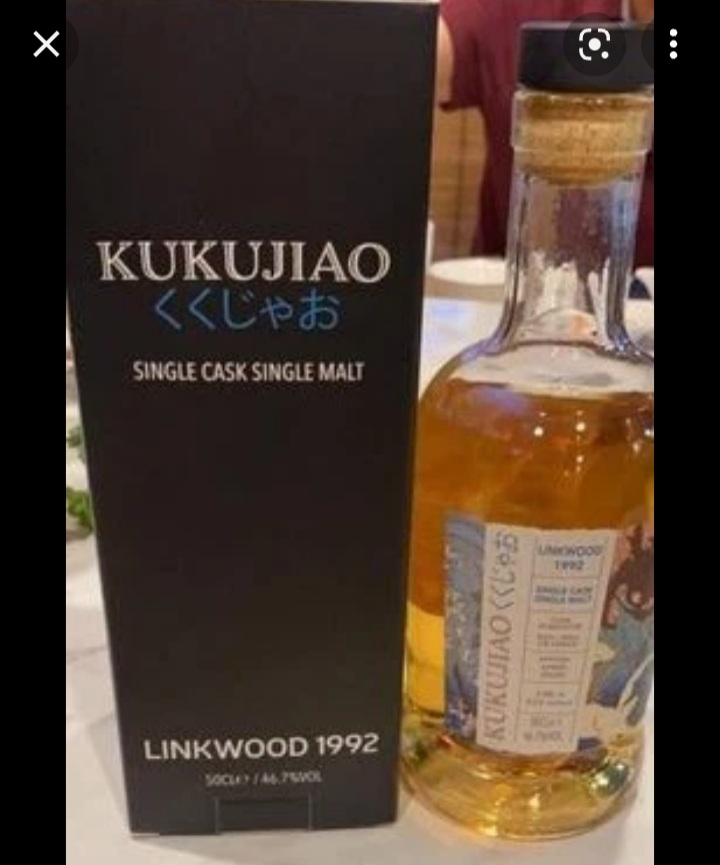 KUKUJIAO
くくじゃお
SINGLE CASK SINGLE MALT
LINKWOOD 1992
50CLe / 46.7%VOL
KUKUJIAO くくじゃお
LINKWOOD
1992
SINGLE CASK
SINGLE MALT